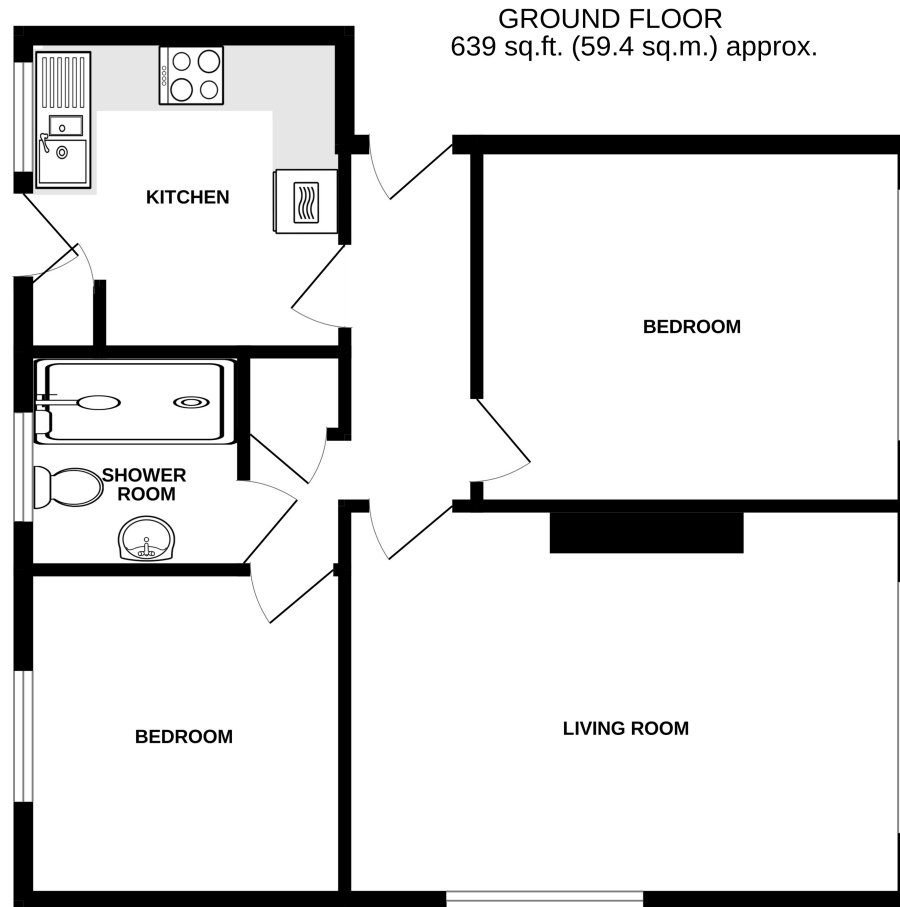 GROUND FLOOR
639 sq.ft. (59.4 sq.m.) approx.
KITCHEN
BEDROOM
SHOWER
ROOM
BEDROOM
LIVING ROOM